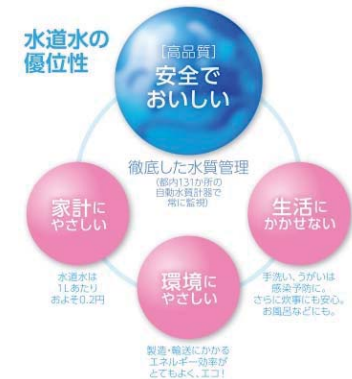 水道水の
優位性
[高品質]
安全で
おいしい
徹底した水質管理
(都内131か所の
自動水質計器で
常に監視)
家計に
やさしい
水道水は
1Lあたり
およそ0.2円
環境に
やさしい
製造・輸送にかかる
エネルギー効率が
とてもよく、エコ!
生活に
かかせない
手洗い、うがいは
感染予防に。
さらに炊事にも安心。
お風呂などにも。